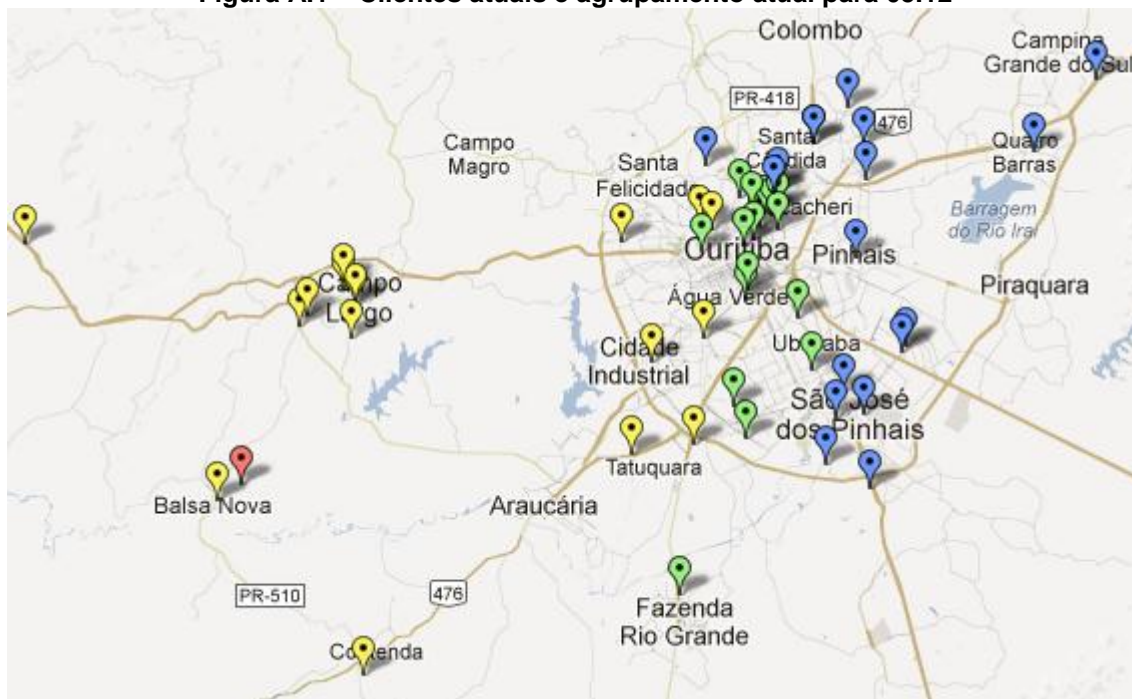 Colombo
Campina
Grande do Sul
PR-418
476
Campo
Magro
Santa
Felicidade
Santa
Cândida
Quatro
Barras
Barragem
do Rio Iraí
Curitiba
Pinhais
Piraquara
Campo
Largo
Água Verde
Cidade
Industrial
São José
dos Pinhais
Tatuquara
Balsa Nova
Araucária
PR-510
476
Fazenda
Rio Grande
Contenda